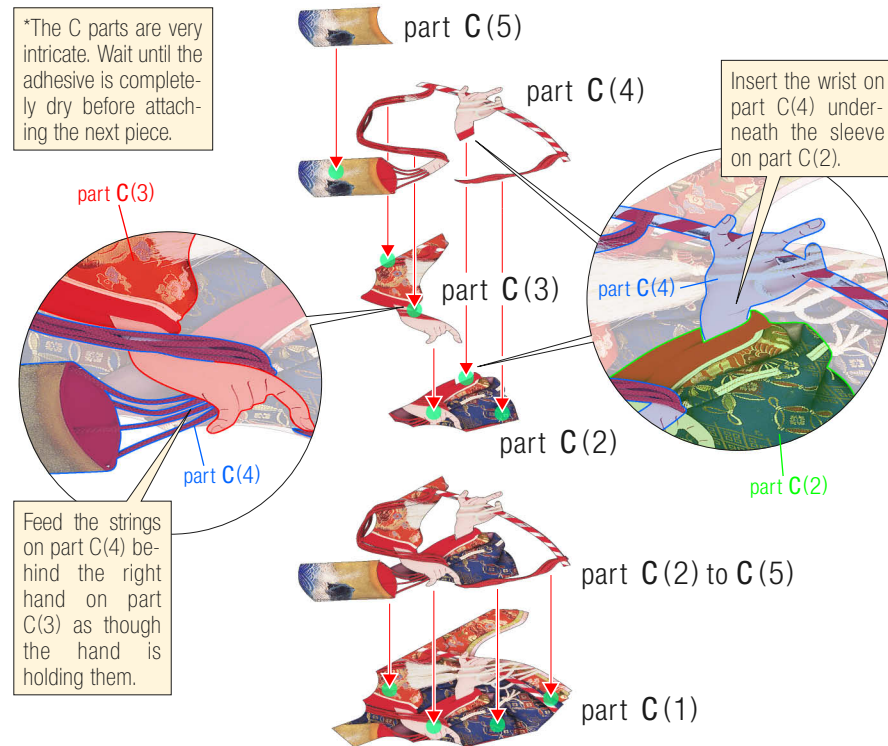 *The C parts are very
intricate. Wait until the
adhesive is complete-
ly dry before attach-
ing the next piece.
part C(5)
part C(4)
Insert the wrist on
part C(4) under-
neath the sleeve
on part C(2).
part C(3)
part C(4)
part C(3)
part C(2)
part C(4)
part C(2)
Feed the strings
on part C(4) be-
hind the right
hand on part
C(3) as though
the hand is
holding them.
part C(2) to C(5)
part C(1)